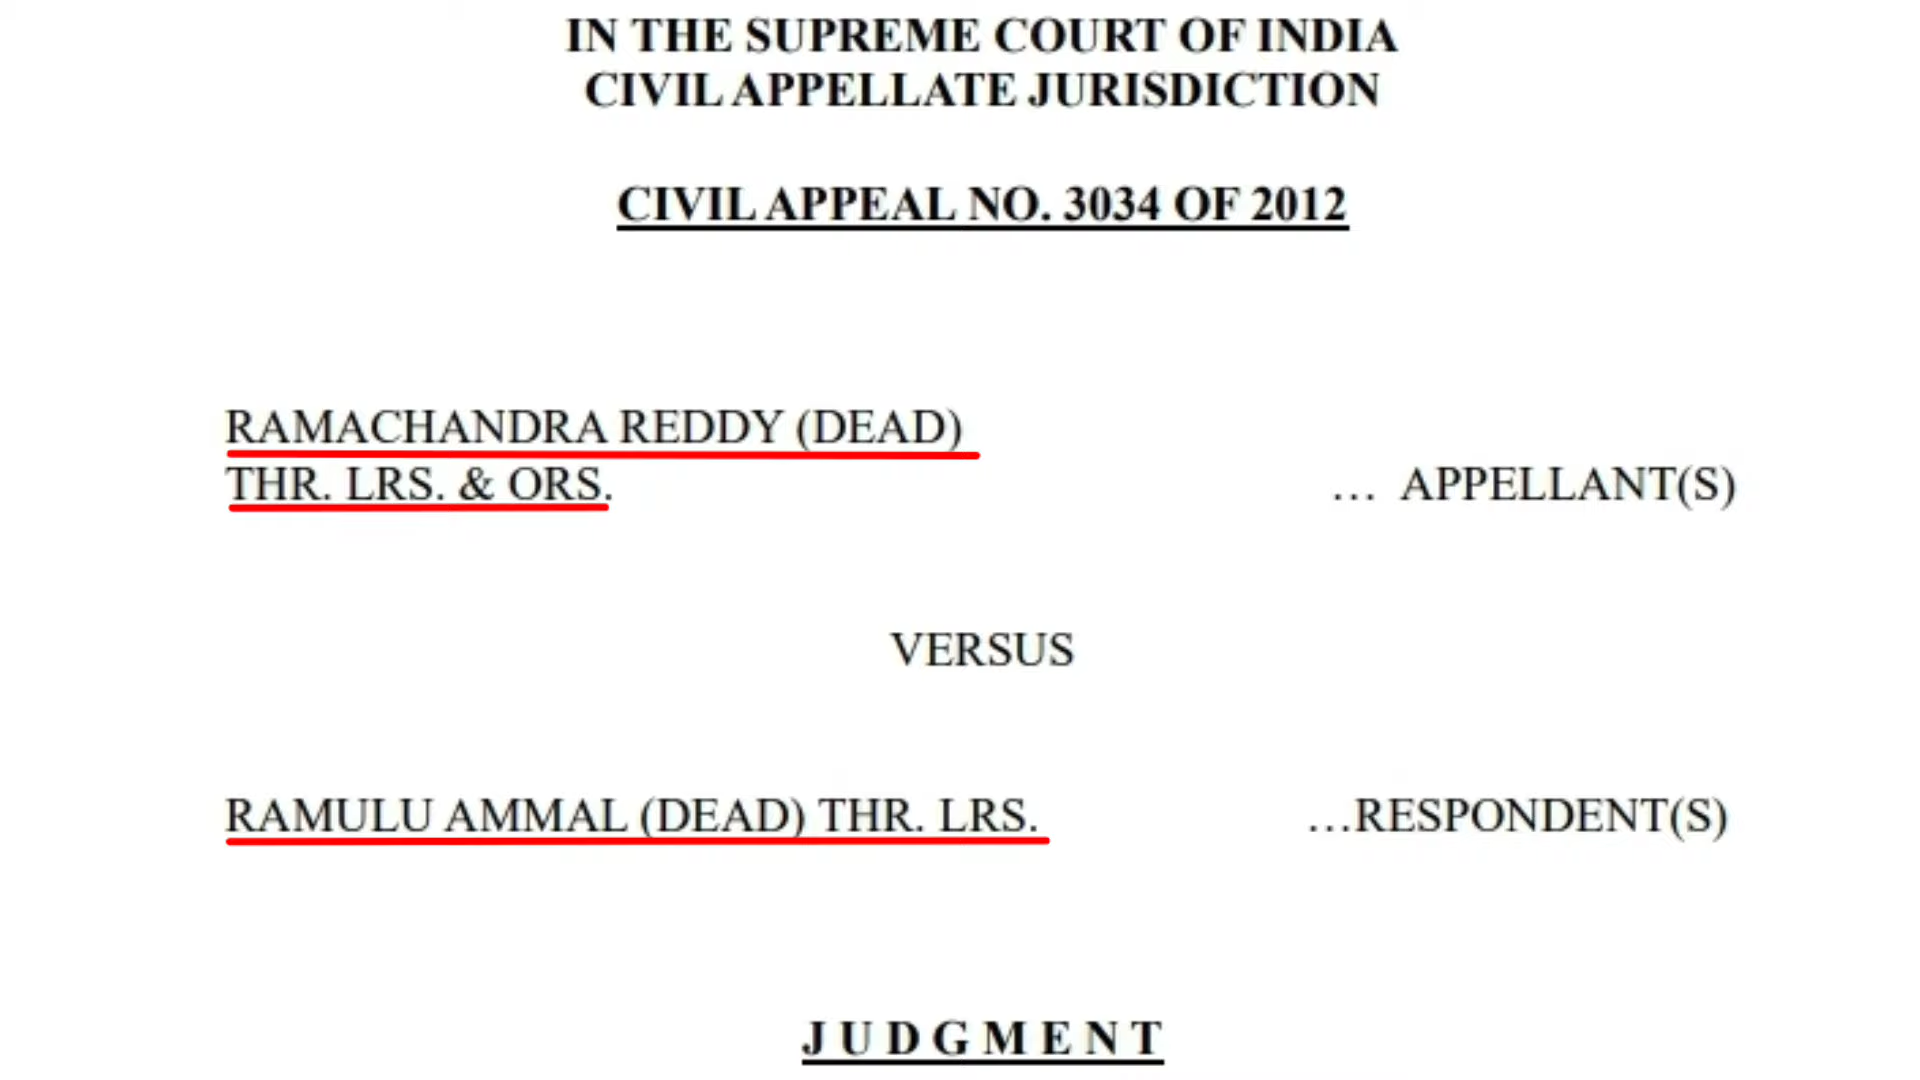 IN THE SUPREME COURT OF INDIA
CIVIL APPELLATE JURISDICTION
CIVIL APPEAL NO. 3034 OF 2012
RAMACHANDRA REDDY (DEAD)
THR. LRS. & ORS. … APPELLANT(S)
VERSUS
RAMULU AMMAL (DEAD) THR. LRS. …RESPONDENT(S)
J U D G M E N T